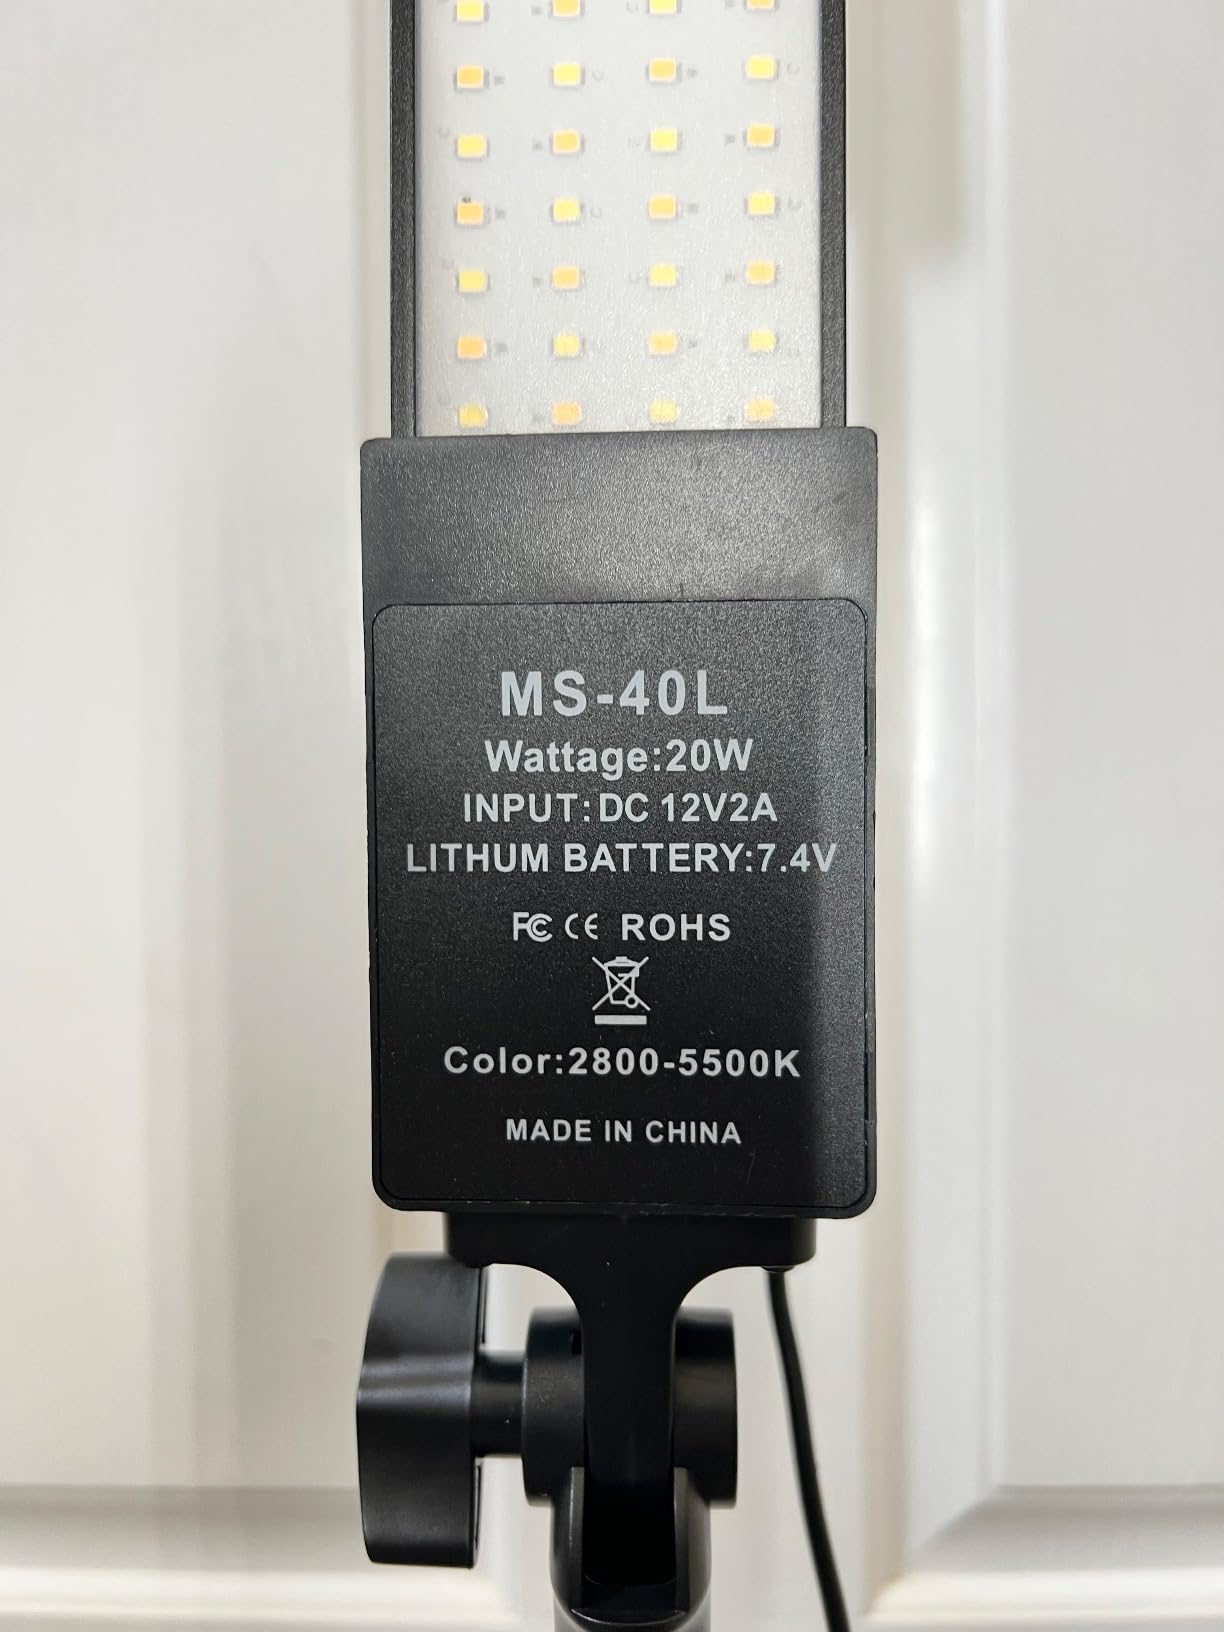 MS-40L
Wattage:20W
INPUT:DC 12V2A
LITHUM BATTERY:7.4V
FC CE ROHS
Color:2800-5500K
MADE IN CHINA